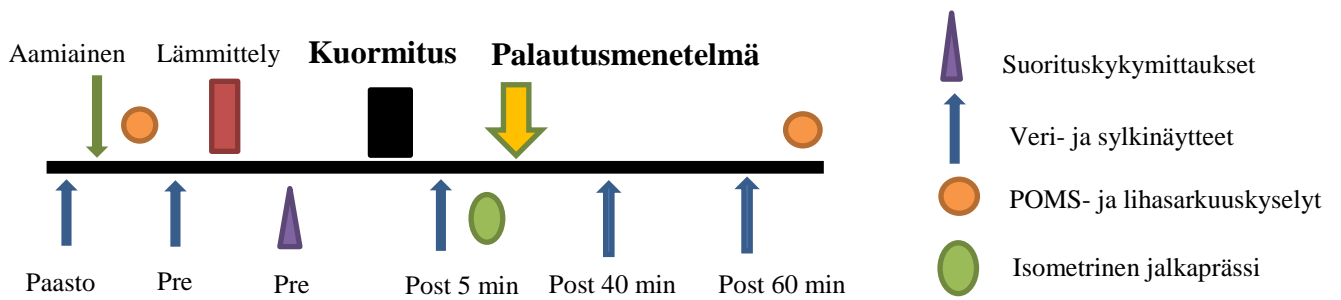 Aamiainen
Lämmittely
Kuormitus
Palautusmenetelmä
Paasto
Pre
Pre
Post 5 min
Post 40 min
Post 60 min
Suorituskykymittaukset
Veri- ja sylkinäytteet
POMS- ja lihasarkuuskyselyt
Isometrinen jalkaprässi